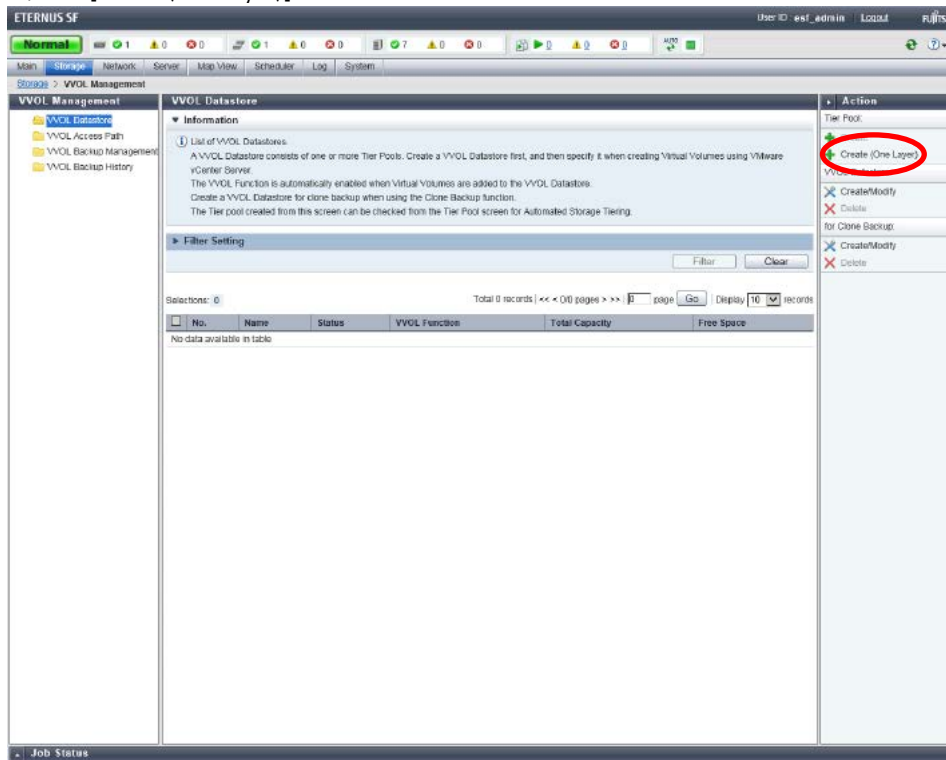 ETERNUS SF
User ID: esf_admin Logout
Normal 1 0 0 1 0 0 7 0 0 0 0 0 AUTO
Main Storage Network Server Map View Scheduler Log System
Storage > VVOL Management
VVOL Management
VVOL Datastore
VVOL Access Path
VVOL Backup Management
VVOL Backup History
VVOL Datastore
Information
List of VVOL Datastores.
A VVOL Datastore consists of one or more Tier Pools. Create a VVOL Datastore first, and then specify it when creating Virtual Volumes using VMware
vCenter Server.
The VVOL Function is automatically enabled when Virtual Volumes are added to the VVOL Datastore.
Create a VVOL Datastore for clone backup when using the Clone Backup function.
The Tier pool created from this screen can be checked from the Tier Pool screen for Automated Storage Tiering.
Filter Setting
Filter Clear
Selections: 0
Total 0 records | << < 0/0 pages > >> | 0 page Go | Display 10 records
No. Name Status VVOL Function Total Capacity Free Space
No data available in table
Action
Tier Pool:
Create (One Layer)
Create/Modify
Delete
for Clone Backup:
Create/Modify
Delete
Job Status